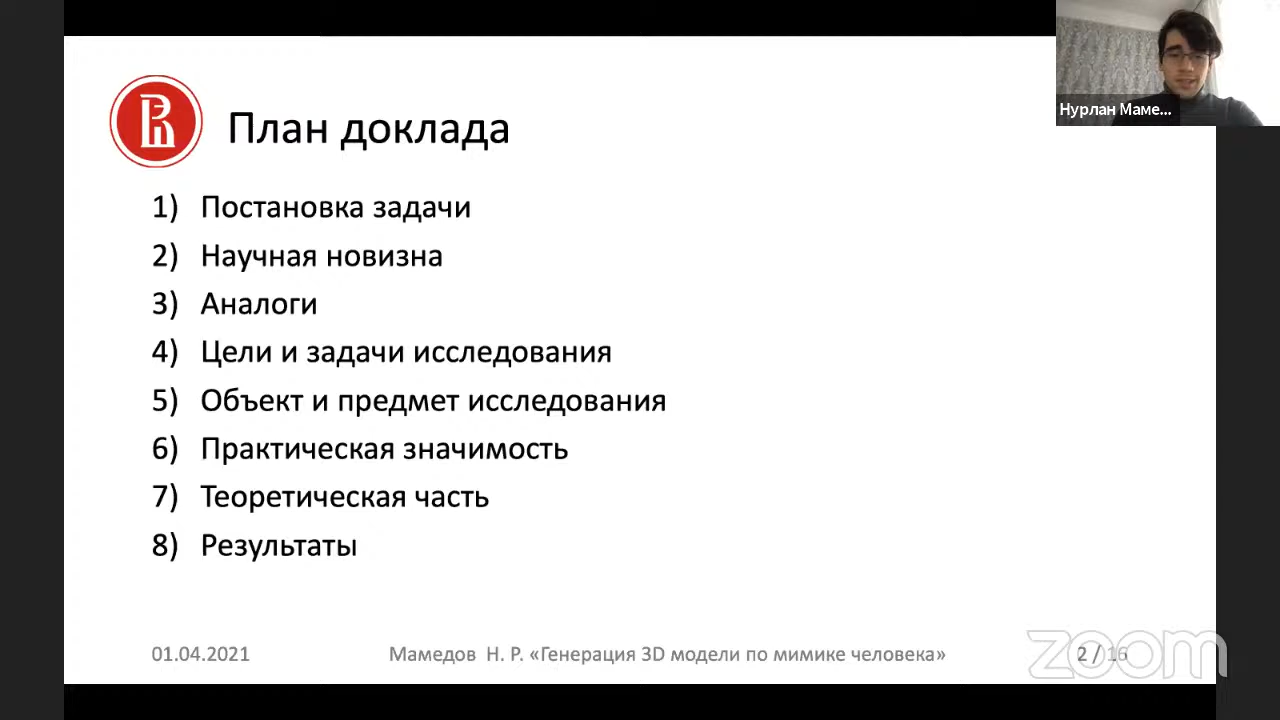 План доклада
Нурлан Маме...
1) Постановка задачи
2) Научная новизна
3) Аналоги
4) Цели и задачи исследования
5) Объект и предмет исследования
6) Практическая значимость
7) Теоретическая часть
8) Результаты
01.04.2021
Мамедов Н. Р. «Генерация 3D модели по мимике человека»
2 / 16
zoom